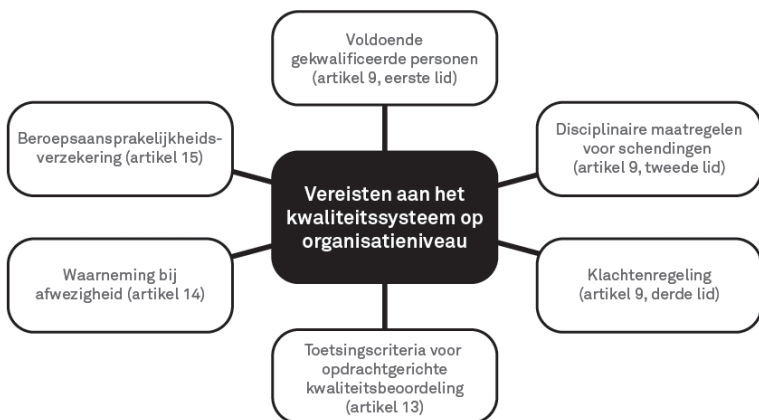 Voldoende
gekwalificeerde personen
(artikel 9, eerste lid)
Beroepsaansprakelijkheids-
verzekering (artikel 15)
Disciplinaire maatregelen
voor schendingen
(artikel 9, tweede lid)
Vereisten aan het
kwaliteitssysteem op
organisatieniveau
Waarneming bij
afwezigheid (artikel 14)
Klachtenregeling
(artikel 9, derde lid)
Toetsingscriteria voor
opdrachtgerichte
kwaliteitsbeoordeling
(artikel 13)